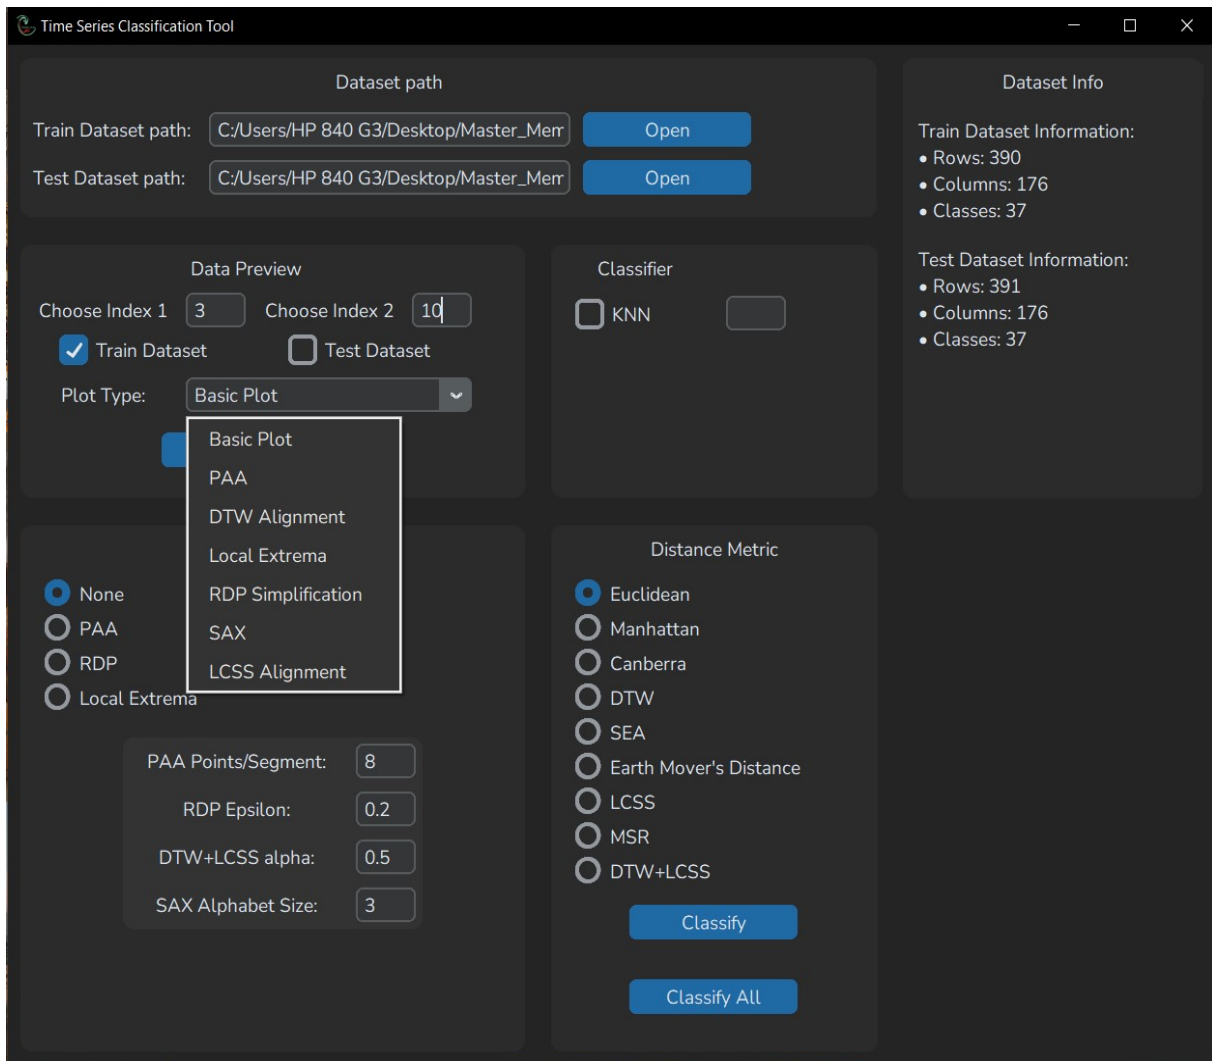 Time Series Classification Tool
Dataset path
Train Dataset path: C:/Users/HP 840 G3/Desktop/Master_Mem Open
Test Dataset path: C:/Users/HP 840 G3/Desktop/Master_Mem Open
Dataset Info
Train Dataset Information:
• Rows: 390
• Columns: 176
• Classes: 37
Test Dataset Information:
• Rows: 391
• Columns: 176
• Classes: 37
Data Preview
Choose Index 1 3 Choose Index 2 10
Train Dataset Test Dataset
Plot Type: Basic Plot
Basic Plot
PAA
DTW Alignment
Local Extrema
RDP Simplification
SAX
LCSS Alignment
Classifier
KNN
None
PAA
RDP
Local Extrema
PAA Points/Segment: 8
RDP Epsilon: 0.2
DTW+LCSS alpha: 0.5
SAX Alphabet Size: 3
Distance Metric
Euclidean
Manhattan
Canberra
DTW
SEA
Earth Mover's Distance
LCSS
MSR
DTW+LCSS
Classify
Classify All